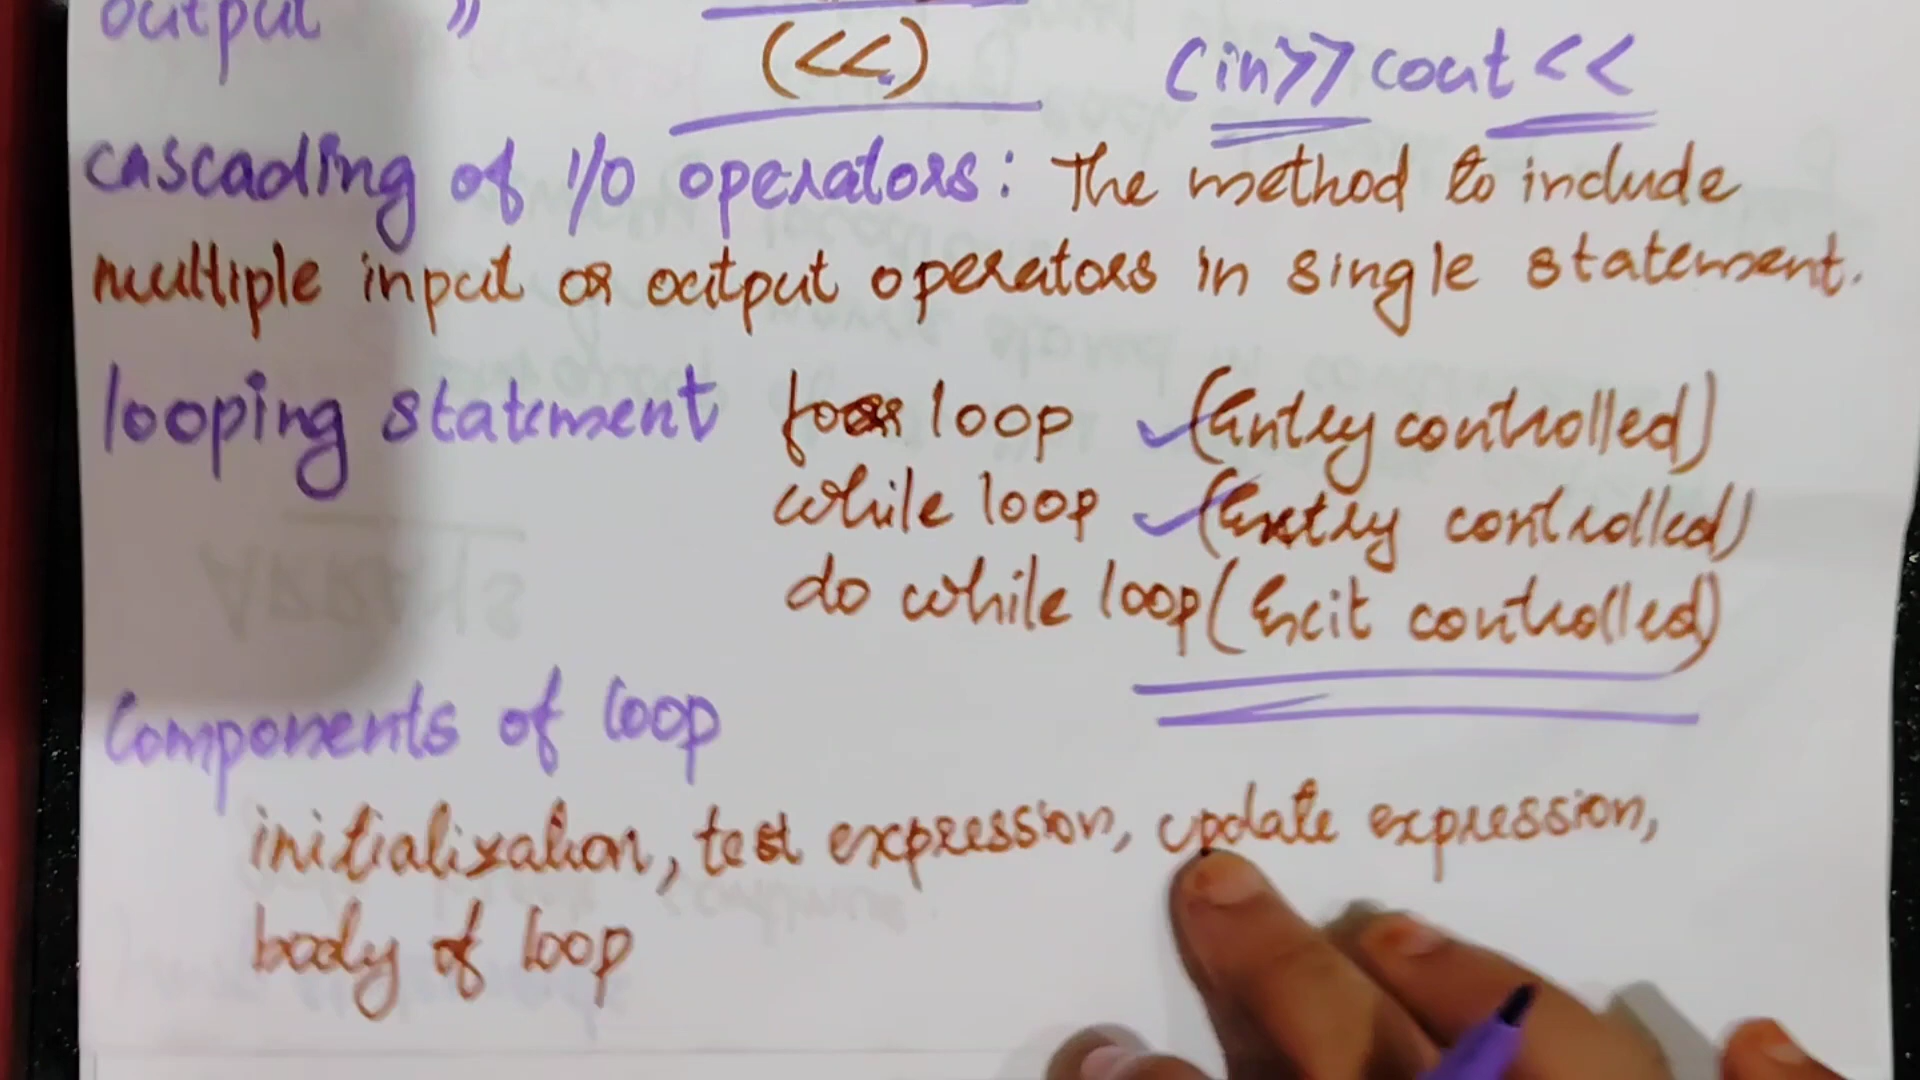 output "
(<<) cin>> cout <<
cascading of I/O operators: The method to include
multiple input or output operators in single statement.
looping statement for loop (Entry controlled)
while loop (Entry controlled)
do while loop (Exit controlled)
Components of loop
initialization, test expression, update expression,
body of loop